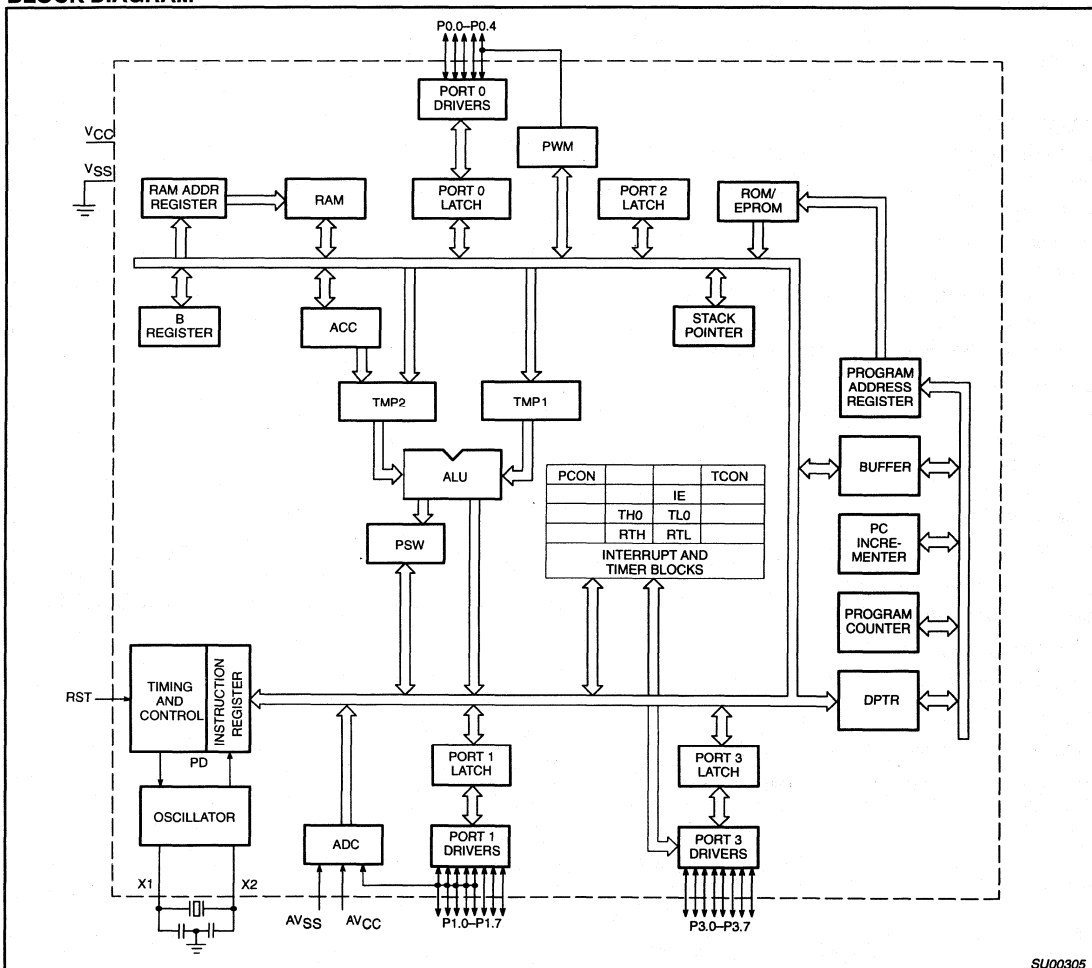 BLOCK DIAGRAM
P0.0–P0.4
PORT 0
DRIVERS
VCC
PWM
VSS
RAM ADDR
REGISTER
RAM
PORT 0
LATCH
PORT 2
LATCH
ROM/
EPROM
B
REGISTER
ACC
STACK
POINTER
PROGRAM
ADDRESS
REGISTER
TMP2
TMP1
BUFFER
ALU
PCON
TCON
IE
TH0
TL0
RTH
RTL
INTERRUPT AND
TIMER BLOCKS
PSW
PC
INCRE-
MENTER
PROGRAM
COUNTER
RST
TIMING
AND
CONTROL
INSTRUCTION
REGISTER
DPTR
PD
PORT 1
LATCH
PORT 3
LATCH
OSCILLATOR
ADC
PORT 1
DRIVERS
PORT 3
DRIVERS
X1
X2
AVSS
AVCC
P1.0–P1.7
P3.0–P3.7
SU00305